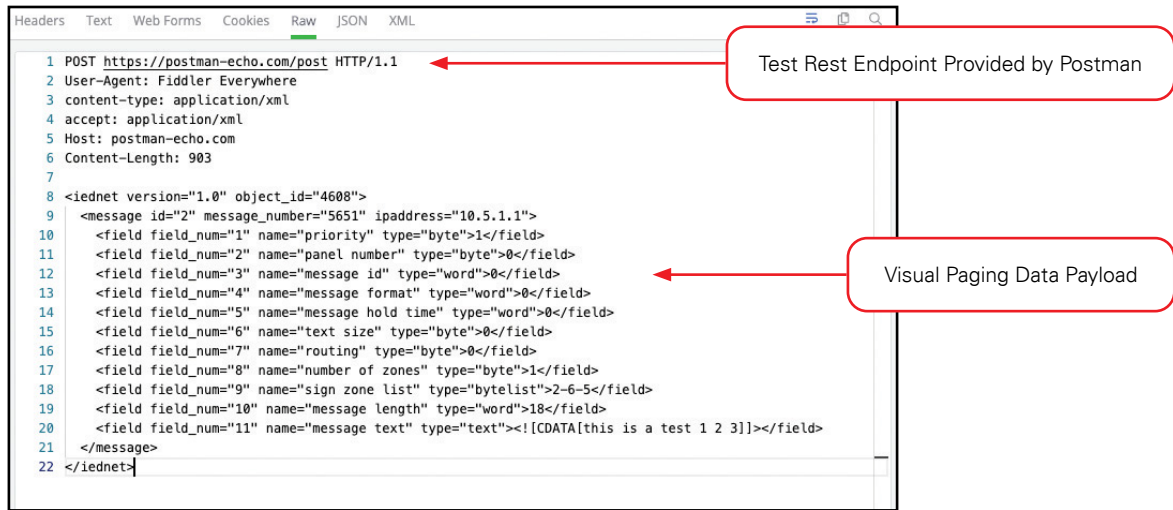 Headers Text Web Forms Cookies Raw JSON XML
1 POST https://postman-echo.com/post HTTP/1.1
Test Rest Endpoint Provided by Postman
2 User-Agent: Fiddler Everywhere
3 content-type: application/xml
4 accept: application/xml
5 Host: postman-echo.com
6 Content-Length: 903
7
8 <iednet version="1.0" object_id="4608">
9 <message id="2" message_number="5651" ipaddress="10.5.1.1">
10 <field field_num="1" name="priority" type="byte">1</field>
11 <field field_num="2" name="panel number" type="byte">0</field>
12 <field field_num="3" name="message id" type="word">0</field>
Visual Paging Data Payload
13 <field field_num="4" name="message format" type="word">0</field>
14 <field field_num="5" name="message hold time" type="word">0</field>
15 <field field_num="6" name="text size" type="byte">0</field>
16 <field field_num="7" name="routing" type="byte">0</field>
17 <field field_num="8" name="number of zones" type="byte">1</field>
18 <field field_num="9" name="sign zone list" type="bytelist">2-6-5</field>
19 <field field_num="10" name="message length" type="word">18</field>
20 <field field_num="11" name="message text" type="text"><![CDATA[this is a test 1 2 3]]></field>
21 </message>
22 </iednet>